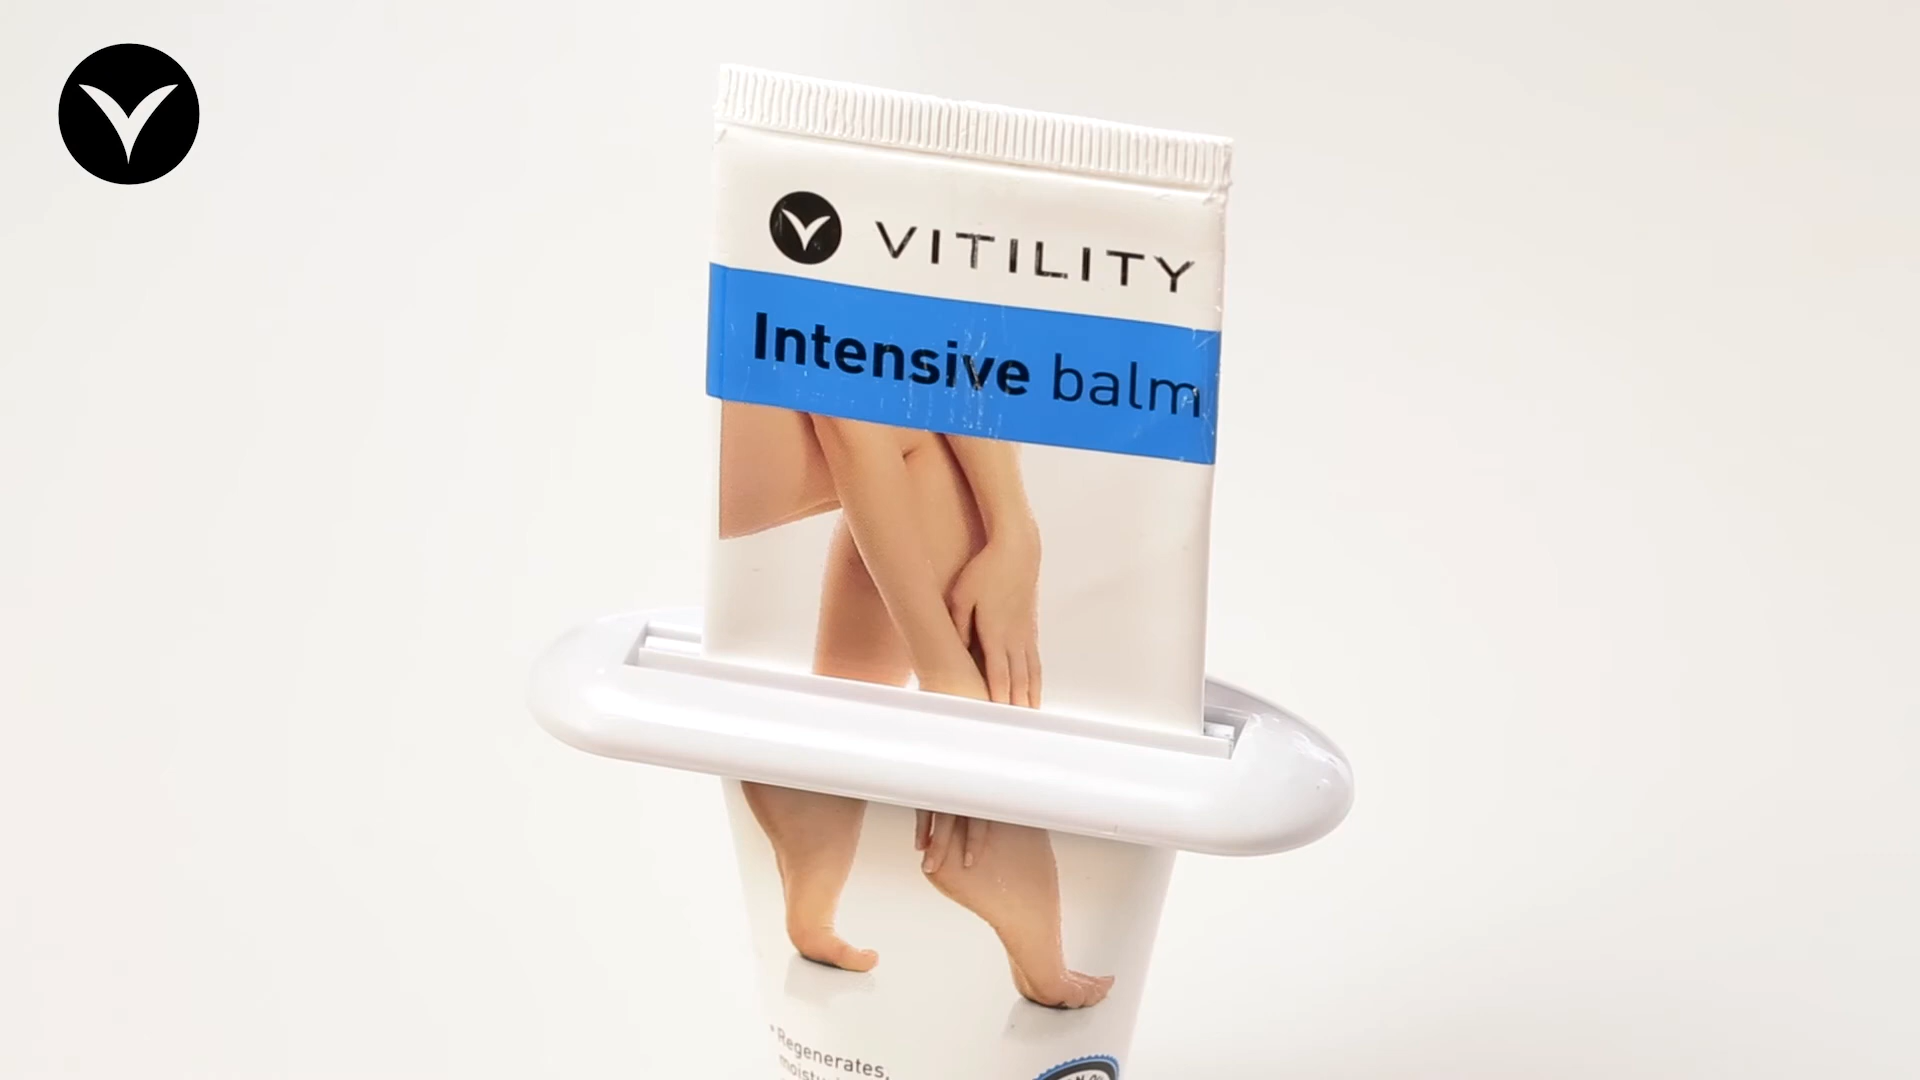 VITILITY
Intensive balm
• Regenerates,